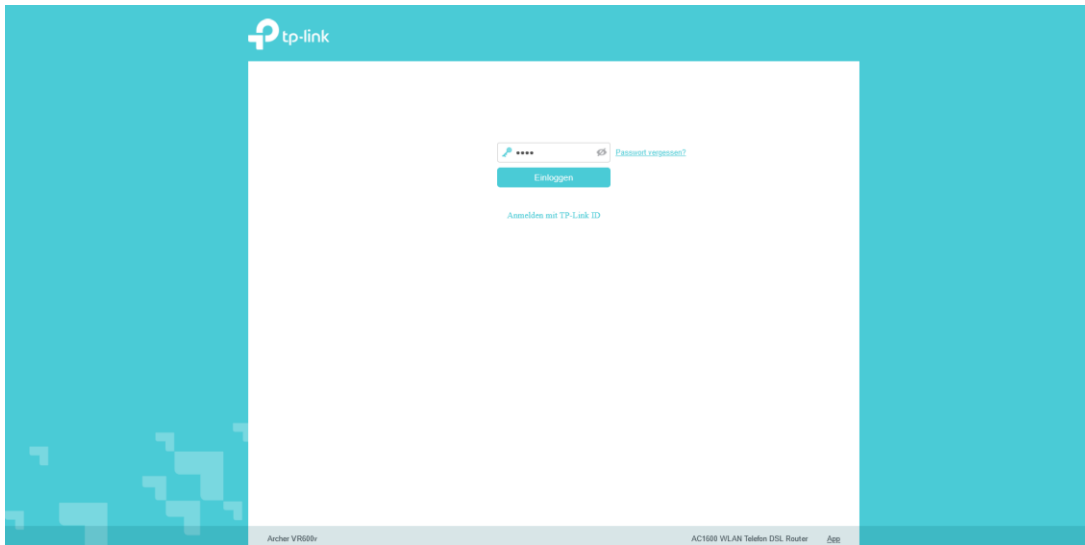 tp-link
•••• Passwort vergessen?
Einloggen
Anmelden mit TP-Link ID
Archer VR600v AC1600 WLAN Telefon DSL Router App